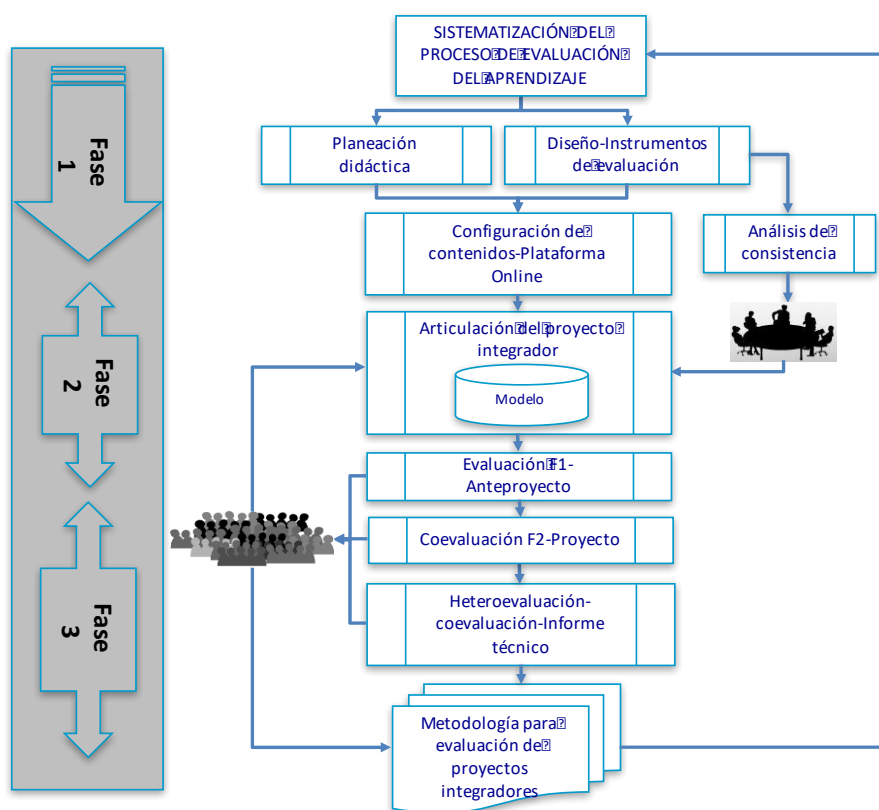 SISTEMATIZACIÓN DEL
PROCESO DE EVALUACIÓN
DEL APRENDIZAJE
Fase
1
Planeación
didáctica
Diseño-Instrumentos
de evaluación
Configuración de
contenidos-Plataforma
Online
Análisis de
consistencia
Fase
2
Articulación del proyecto
integrador
Modelo
Evaluación F1-
Anteproyecto
Coevaluación F2-Proyecto
Fase
3
Heteroevaluación-
coevaluación-Informe
técnico
Metodología para
evaluación de
proyectos
integradores